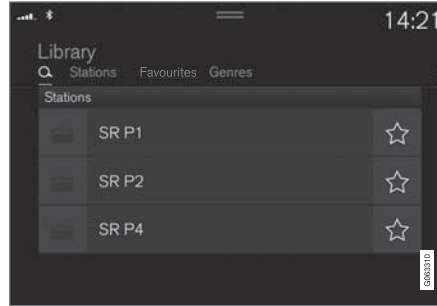 14:21
Library
Stations Favourites Genres
Stations
SR P1
SR P2
SR P4
G063310